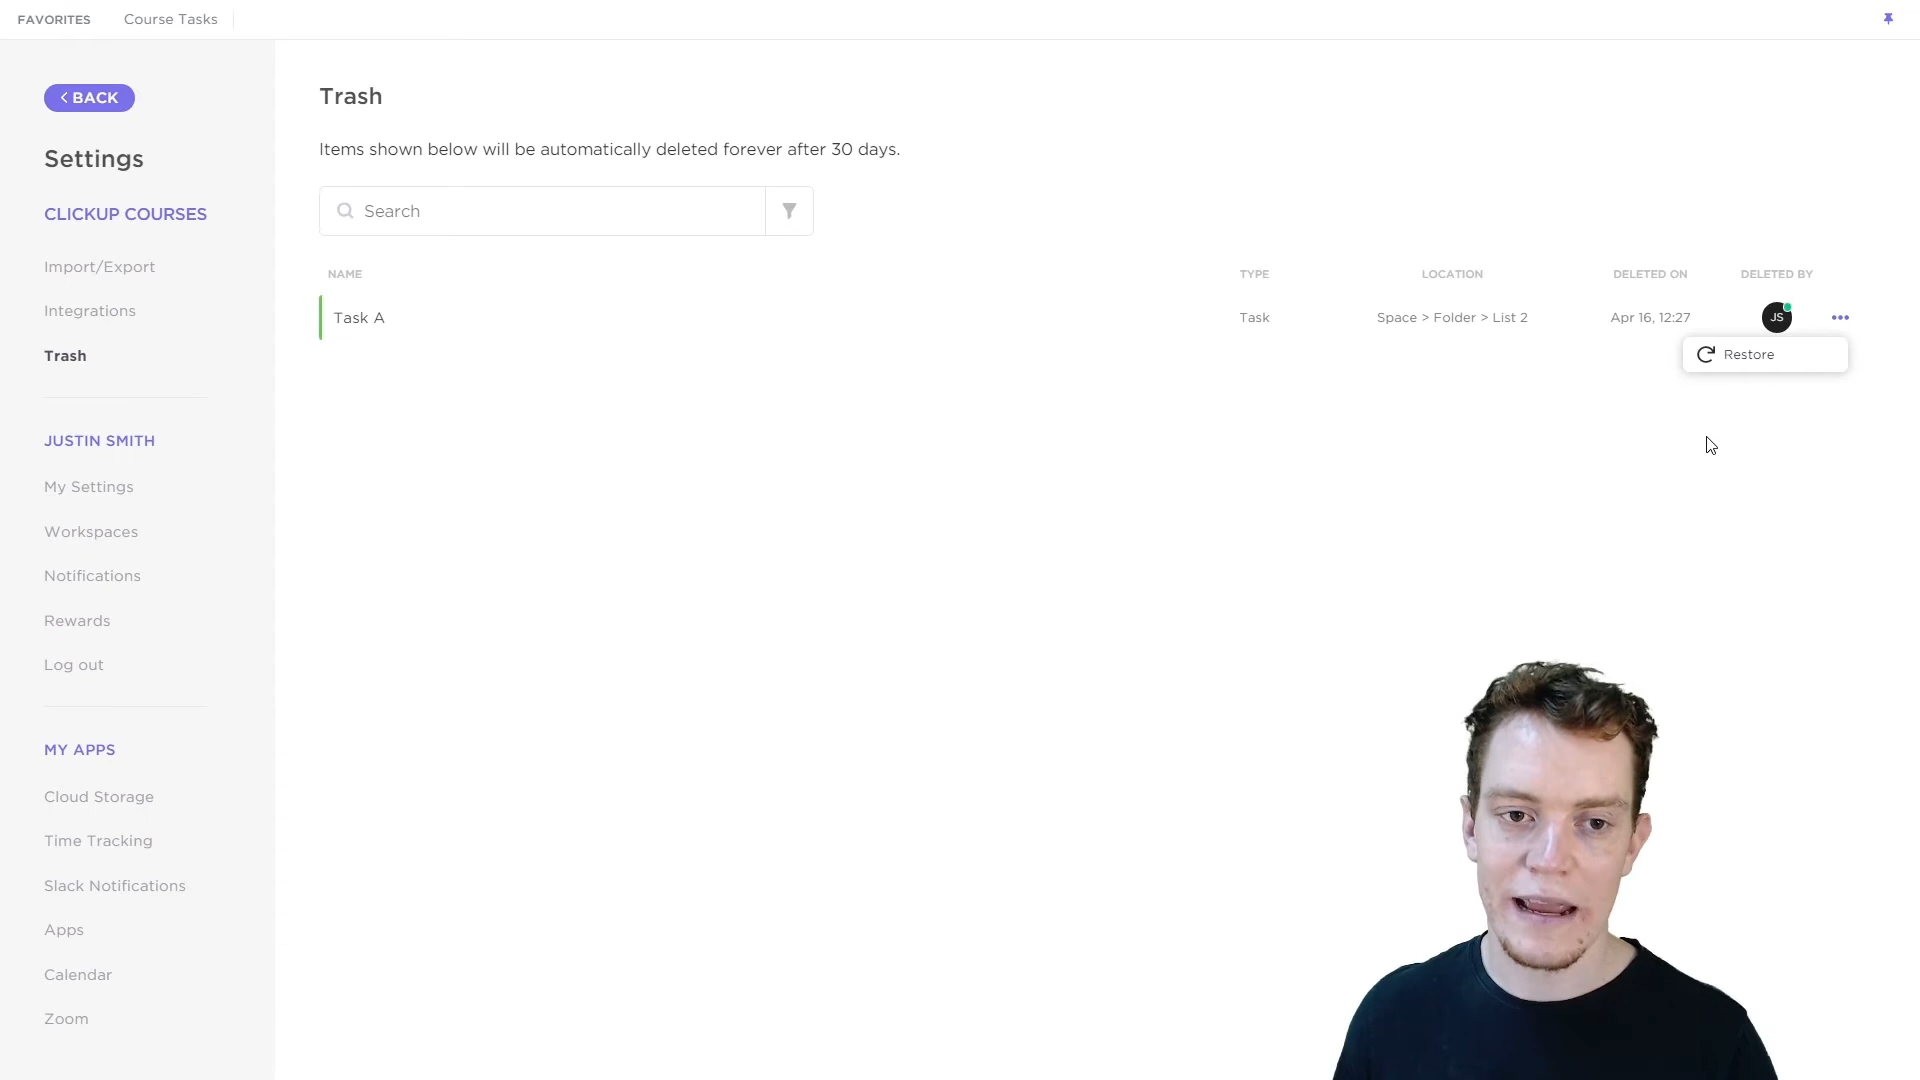 FAVORITES Course Tasks
BACK
Settings
CLICKUP COURSES
Import/Export
Integrations
Trash
JUSTIN SMITH
My Settings
Workspaces
Notifications
Rewards
Log out
MY APPS
Cloud Storage
Time Tracking
Slack Notifications
Apps
Calendar
Zoom
Trash
Items shown below will be automatically deleted forever after 30 days.
Search
NAME TYPE LOCATION DELETED ON DELETED BY
Task A Task Space > Folder > List 2 Apr 16, 12:27 JS
Restore